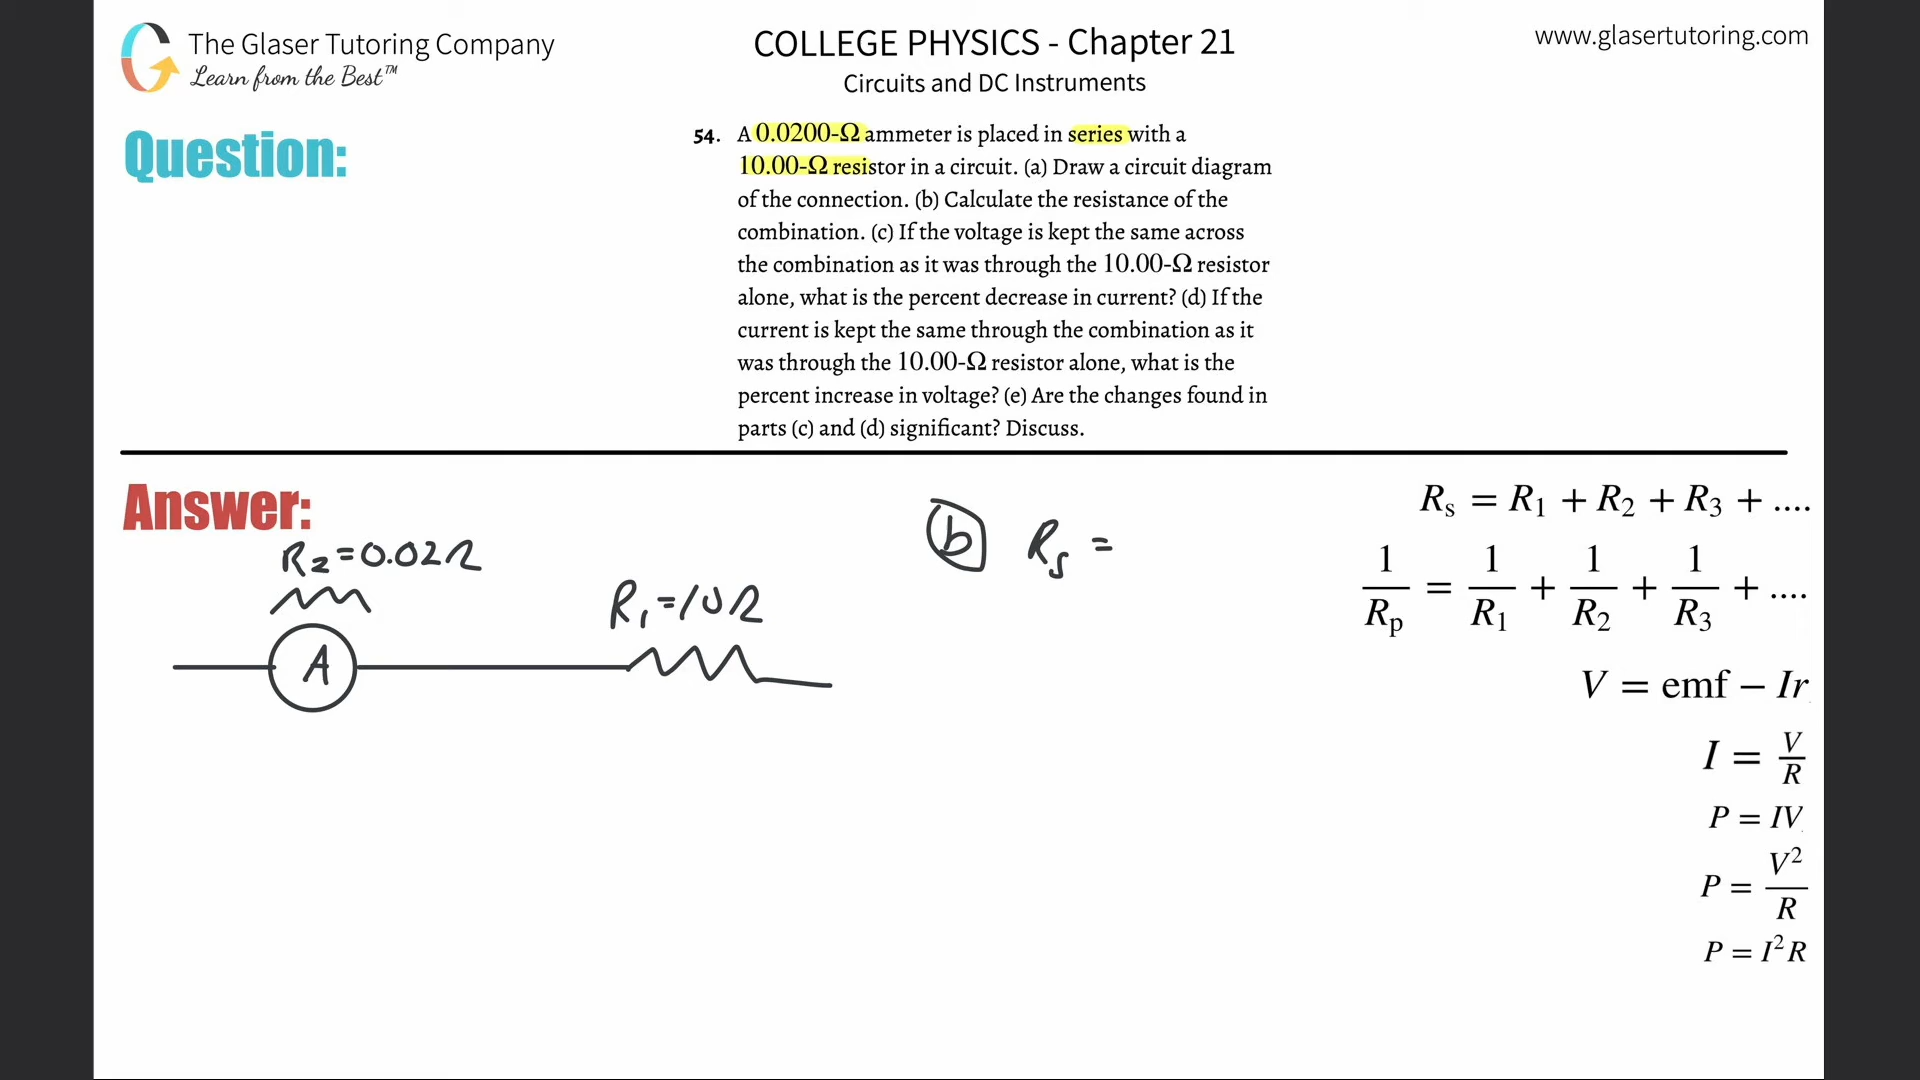 The Glaser Tutoring Company
Learn from the Best™
COLLEGE PHYSICS - Chapter 21
Circuits and DC Instruments
www.glasertutoring.com
Question:
54. A 0.0200-Ω ammeter is placed in series with a
10.00-Ω resistor in a circuit. (a) Draw a circuit diagram
of the connection. (b) Calculate the resistance of the
combination. (c) If the voltage is kept the same across
the combination as it was through the 10.00-Ω resistor
alone, what is the percent decrease in current? (d) If the
current is kept the same through the combination as it
was through the 10.00-Ω resistor alone, what is the
percent increase in voltage? (e) Are the changes found in
parts (c) and (d) significant? Discuss.
Answer:
R₂=0.02Ω
R₁=10Ω
A
b Rs =
Rs = R1 + R2 + R3 + ....
1/Rp = 1/R1 + 1/R2 + 1/R3 + ....
V = emf − Ir
I = V/R
P = IV
P = V²/R
P = I²R